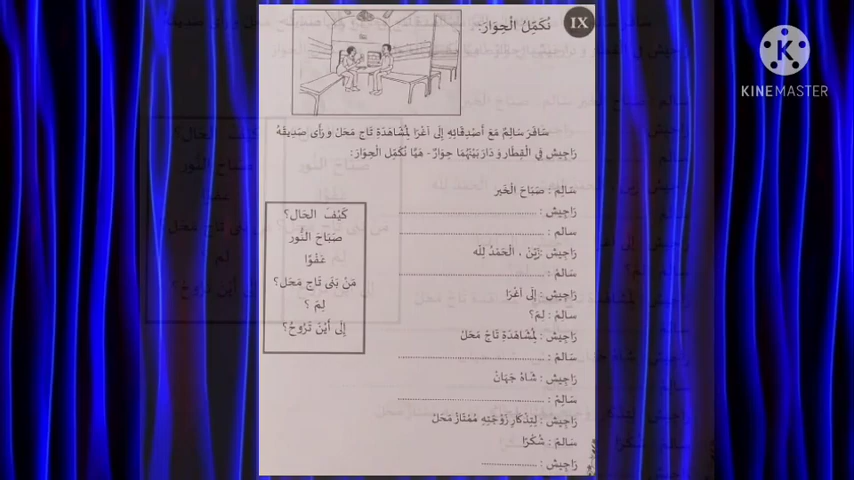 IX
نُكَمِّلُ الْحِوَارَ:
سَافَرَ سَالِمٌ مَعَ أَصْدِقَائِهِ إِلَى آغْرَا لِمُشَاهَدَةِ تَاج مَحَلْ و رَأَى صَدِيقَهُ
رَاجِيشْ فِي الْقِطَارِ وَ دَارَ بَيْنَهُمَا حِوَارٌ - هَيَّا نُكَمِّلِ الْحِوَارَ:
سَالِمْ : صَبَاحَ الْخَيْر
رَاجِيشْ : ................................
سالم : ................................
رَاجِيشْ : زَيْنْ ، الْحَمْدُ لِلّه
سَالِمْ : ................................
رَاجِيشْ : إِلَى آغْرَا
سَالِمْ : لِمَ؟
رَاجِيشْ : لِمُشَاهَدَةِ تَاجْ مَحَلْ
سَالِمْ : ................................
رَاجِيشْ : شَاهْ جَهَانْ
سَالِمْ : ................................
رَاجِيشْ : لِتِذْكَارِ زَوْجَتِهِ مُمْتَازْ مَحَلْ
سَالِمْ : شُكْرًا
رَاجِيشْ : ................
كَيْفَ الحَال؟
صَبَاحَ النُّور
عَفْوًا
مَنْ بَنَى تَاج مَحَل؟
لِمَ ؟
إِلَى أَيْنَ تَرُوحُ؟
KINEMASTER